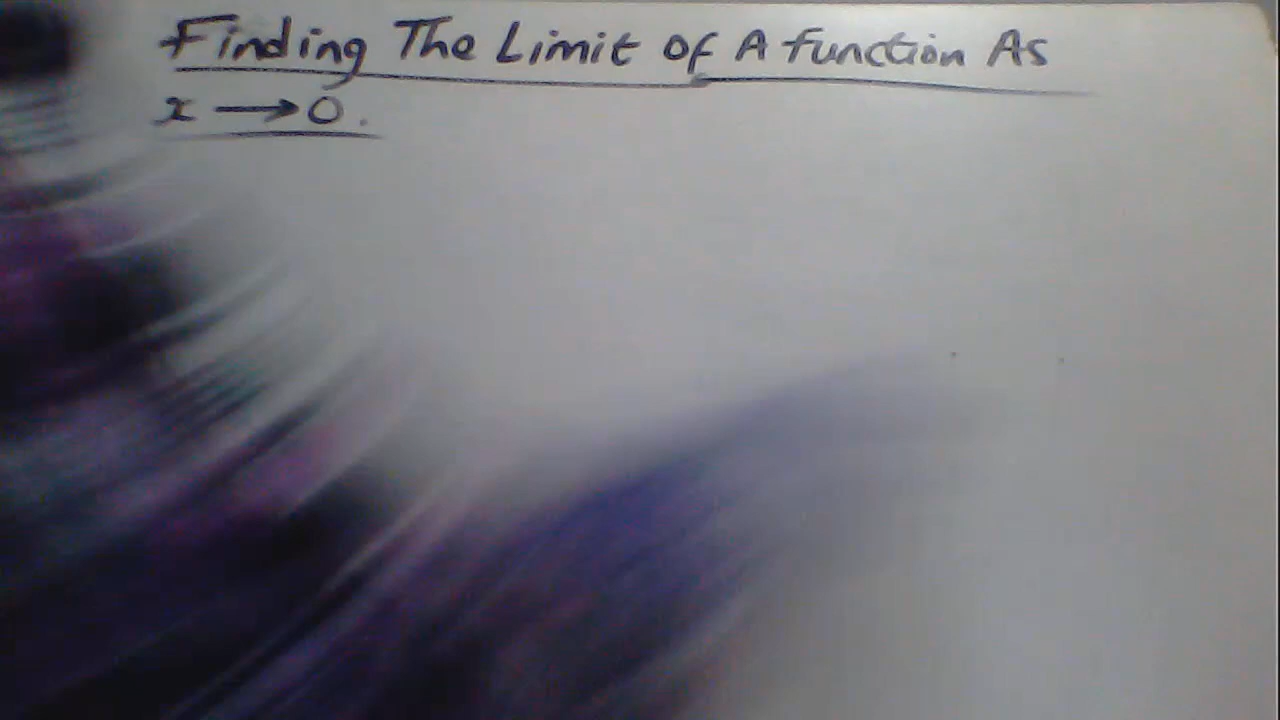 Finding The Limit of A function As
x → 0.